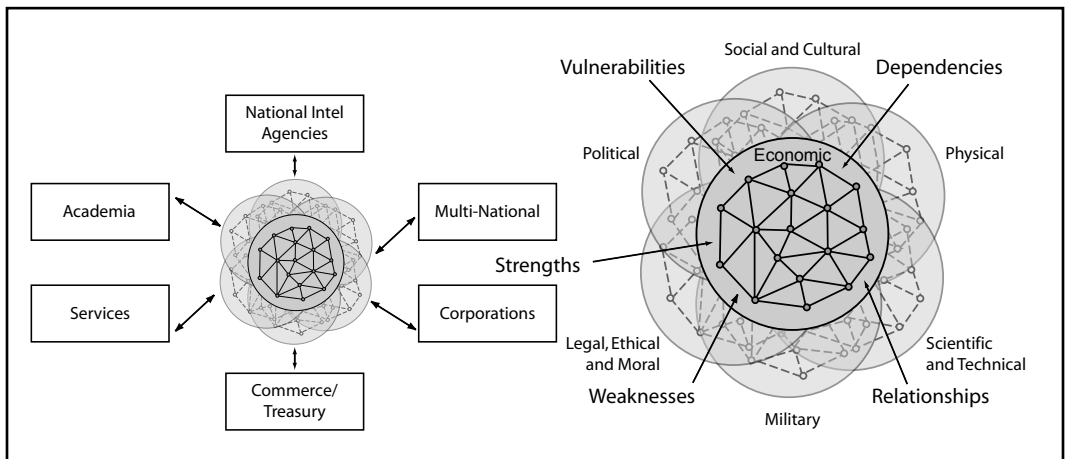 National Intel
Agencies
Academia
Multi-National
Services
Corporations
Commerce/
Treasury
Social and Cultural
Vulnerabilities
Dependencies
Political
Economic
Physical
Strengths
Legal, Ethical
and Moral
Scientific
and Technical
Weaknesses
Relationships
Military